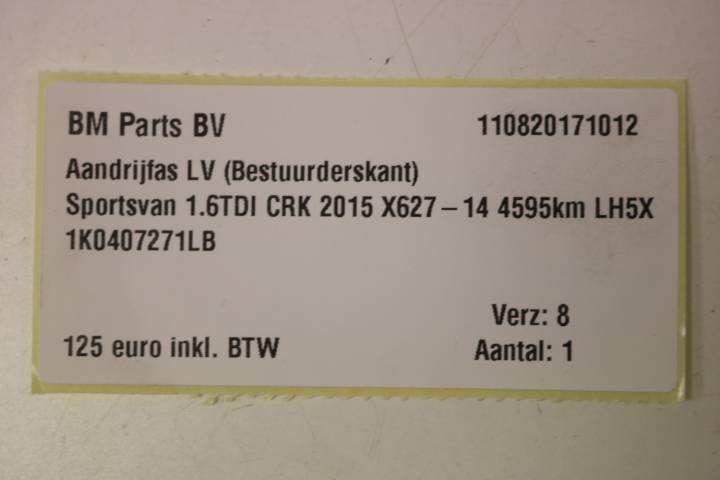 BM Parts BV 110820171012
Aandrijfas LV (Bestuurderskant)
Sportsvan 1.6TDI CRK 2015 X627-14 4595km LH5X
1K0407271LB
Verz: 8
125 euro inkl. BTW Aantal: 1